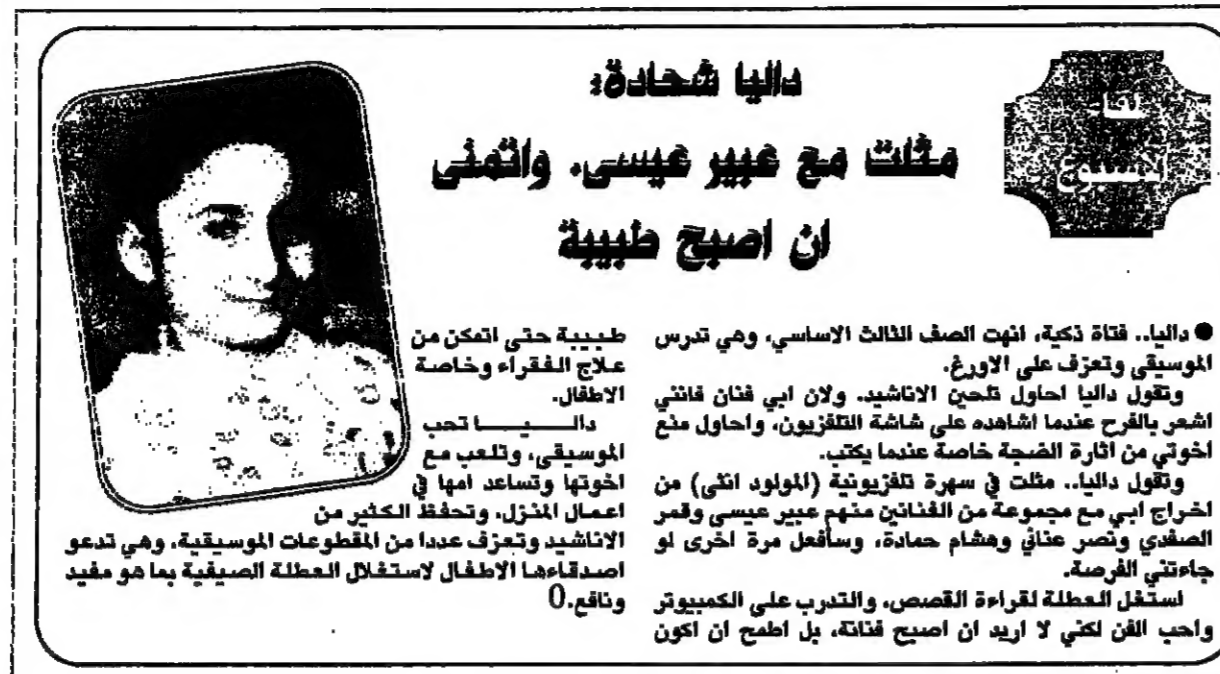 لقاء
الاسبوع
داليا شحادة:
مثلت مع عبير عيسى. واتمنى
ان اصبح طبيبة
● داليا.. فتاة ذكية، انهت الصف الثالث الاساسي، وهي تدرس
الموسيقى وتعزف على الاورغ.
وتقول داليا احاول تلحين الاناشيد. ولان ابي فنان فانني
اشعر بالفرح عندما اشاهده على شاشة التلفزيون، واحاول منع
اخوتي من اثارة الضجة خاصة عندما يكتب.
وتقول داليا.. مثلت في سهرة تلفزيونية (المولود انثى) من
اخراج ابي مع مجموعة من الفنانين منهم عبير عيسى وقمر
الصفدي ونصر عناني وهشام حمادة، وسأفعل مرة اخرى لو
جاءتني الفرصة.
استغل العطلة لقراءة القصص، والتدرب على الكمبيوتر
واحب الفن لكني لا اريد ان اصبح فنانة، بل اطمح ان اكون
طبيبة حتى اتمكن من
علاج الفقراء وخاصة
الاطفال.
داليا تحب
الموسيقى، وتلعب مع
اخوتها وتساعد امها في
اعمال المنزل، وتحفظ الكثير من
الاناشيد وتعزف عددا من المقطوعات الموسيقية، وهي تدعو
اصدقاءها الاطفال لاستغلال العطلة الصيفية بما هو مفيد
ونافع.0